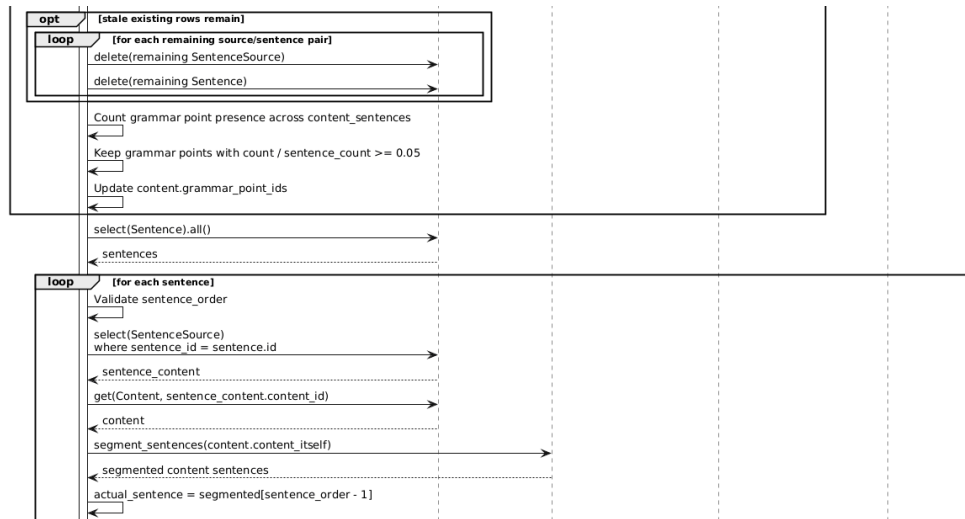 opt [stale existing rows remain]
loop [for each remaining source/sentence pair]
delete(remaining SentenceSource)
delete(remaining Sentence)
Count grammar point presence across content_sentences
Keep grammar points with count / sentence_count >= 0.05
Update content.grammar_point_ids
select(Sentence).all()
sentences
loop [for each sentence]
Validate sentence_order
select(SentenceSource)
where sentence_id = sentence.id
sentence_content
get(Content, sentence_content.content_id)
content
segment_sentences(content.content_itself)
segmented content sentences
actual_sentence = segmented[sentence_order - 1]